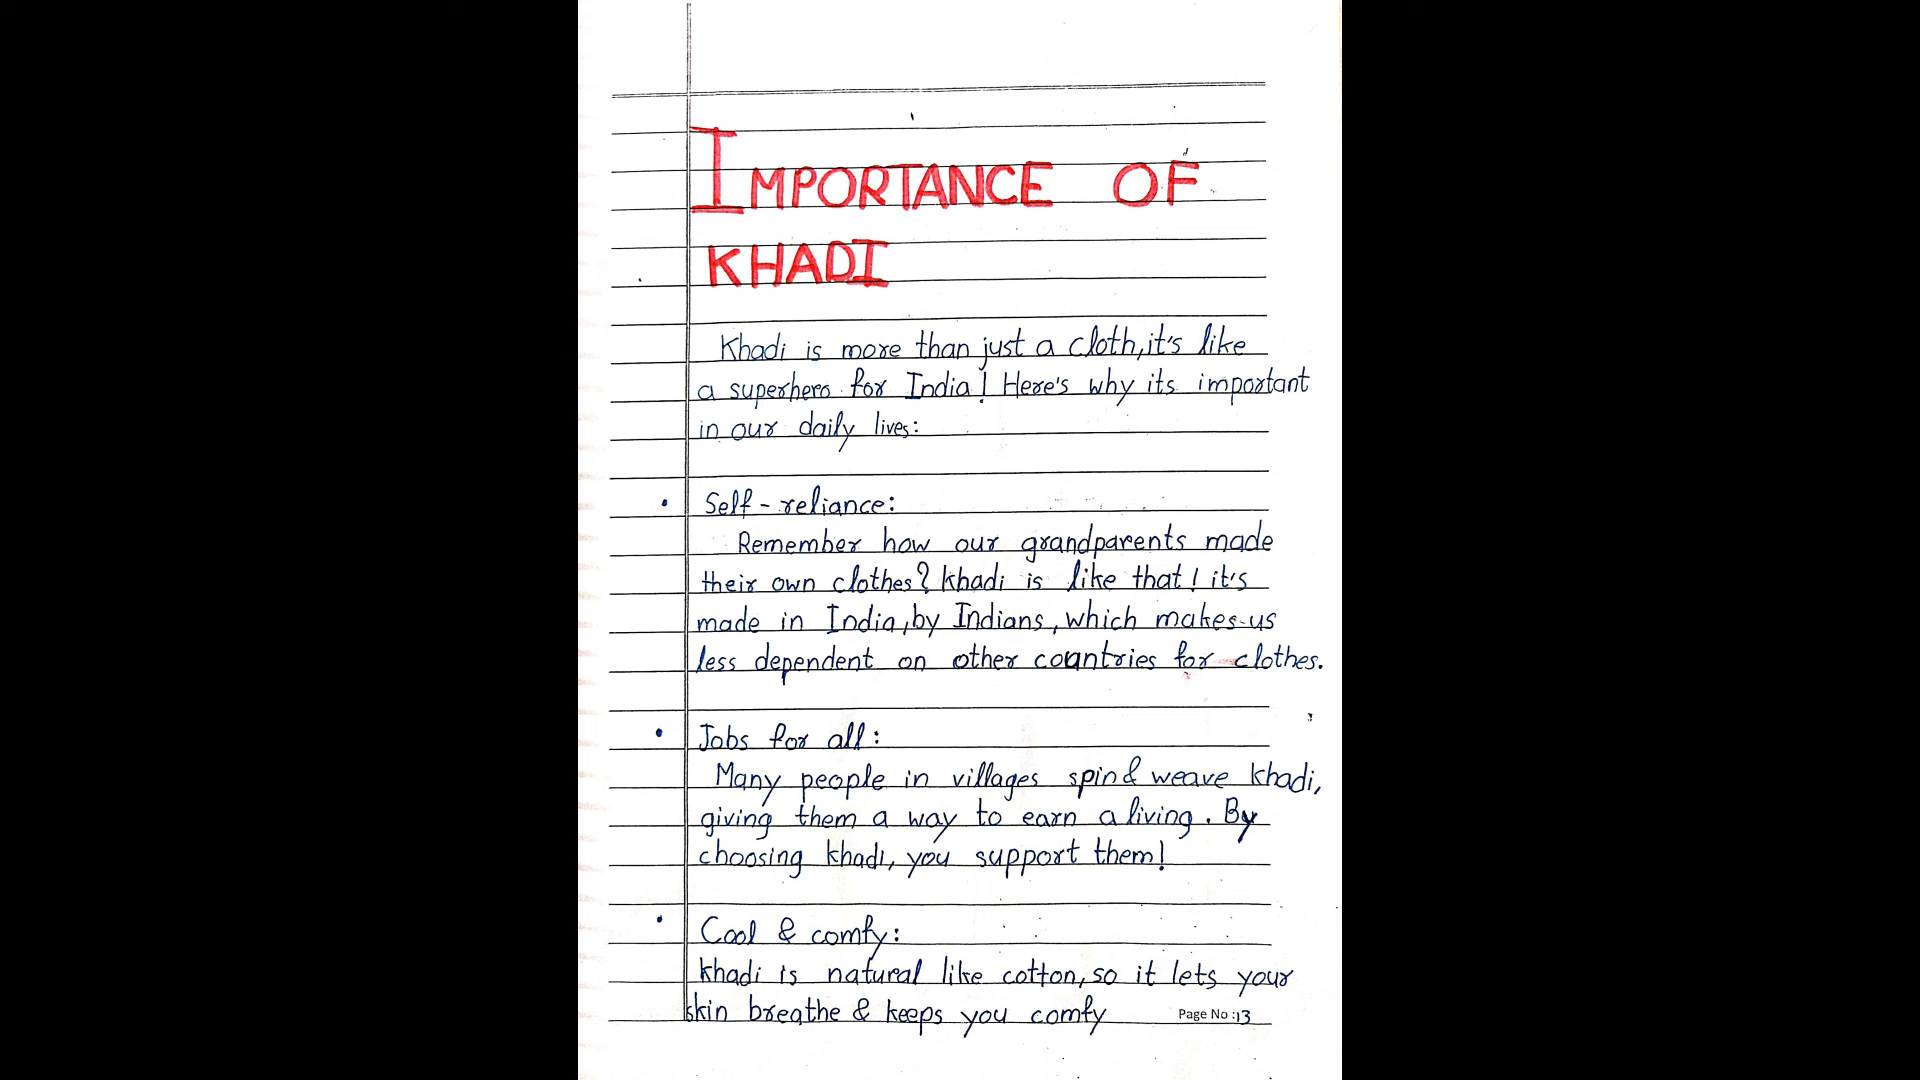 IMPORTANCE OF
KHADI
Khadi is more than just a cloth, it's like
a superhero for India! Here's why its important
in our daily lives:
• Self-reliance:
Remember how our grandparents made
their own clothes? Khadi is like that! it's
made in India, by Indians, which makes us
less dependent on other countries for clothes.
• Jobs for all:
Many people in villages spin & weave khadi,
giving them a way to earn a living. By
choosing khadi, you support them!
• Cool & comfy:
Khadi is natural like cotton, so it lets your
skin breathe & keeps you comfy
Page No : 13